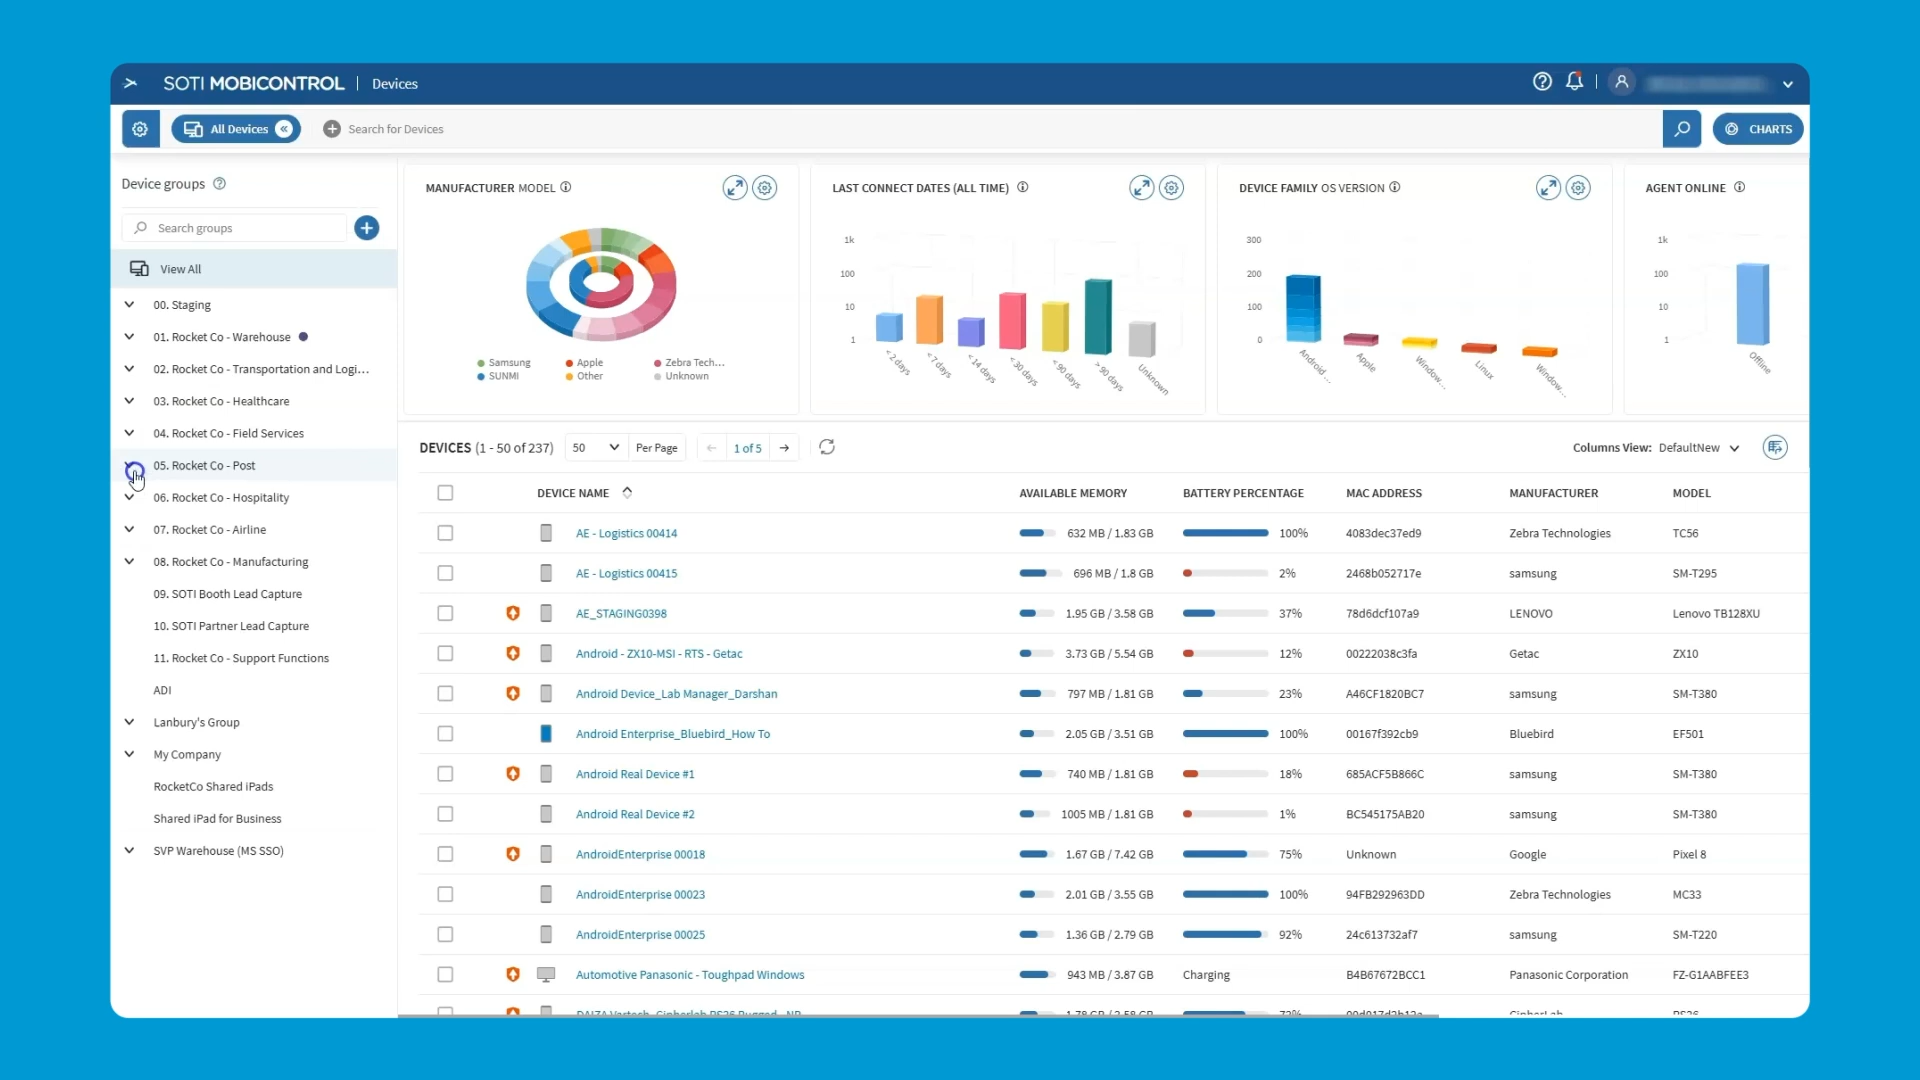 SOTI MOBICONTROL | Devices
All Devices
Search for Devices
CHARTS
Device groups
Search groups
View All
00. Staging
01. Rocket Co - Warehouse
02. Rocket Co - Transportation and Logi...
03. Rocket Co - Healthcare
04. Rocket Co - Field Services
05. Rocket Co - Post
06. Rocket Co - Hospitality
07. Rocket Co - Airline
08. Rocket Co - Manufacturing
09. SOTI Booth Lead Capture
10. SOTI Partner Lead Capture
11. Rocket Co - Support Functions
ADI
Lanbury's Group
My Company
RocketCo Shared iPads
Shared iPad for Business
SVP Warehouse (MS SSO)
MANUFACTURER MODEL
Samsung
Apple
Zebra Tech...
SUNMI
Other
Unknown
LAST CONNECT DATES (ALL TIME)
1k
100
10
1
< 2 days
< 7 days
< 14 days
< 30 days
< 90 days
> 90 days
Unknown
DEVICE FAMILY OS VERSION
300
200
100
0
Android ...
Apple
Window...
Linux
Window...
AGENT ONLINE
1k
100
10
1
Offline
DEVICES (1 - 50 of 237) 50 Per Page 1 of 5
Columns View: DefaultNew
DEVICE NAME AVAILABLE MEMORY BATTERY PERCENTAGE MAC ADDRESS MANUFACTURER MODEL
AE - Logistics 00414 632 MB / 1.83 GB 100% 4083dec37ed9 Zebra Technologies TC56
AE - Logistics 00415 696 MB / 1.8 GB 2% 2468b052717e samsung SM-T295
AE_STAGING0398 1.95 GB / 3.58 GB 37% 78d6dcf107a9 LENOVO Lenovo TB128XU
Android - ZX10-MSI - RTS - Getac 3.73 GB / 5.54 GB 12% 00222038c3fa Getac ZX10
Android Device_Lab Manager_Darshan 797 MB / 1.81 GB 23% A46CF1820BC7 samsung SM-T380
Android Enterprise_Bluebird_How To 2.05 GB / 3.51 GB 100% 00167f392cb9 Bluebird EF501
Android Real Device #1 740 MB / 1.81 GB 18% 685ACF5B866C samsung SM-T380
Android Real Device #2 1005 MB / 1.81 GB 1% BC545175AB20 samsung SM-T380
AndroidEnterprise 00018 1.67 GB / 7.42 GB 75% Unknown Google Pixel 8
AndroidEnterprise 00023 2.01 GB / 3.55 GB 100% 94FB292963DD Zebra Technologies MC33
AndroidEnterprise 00025 1.36 GB / 2.79 GB 92% 24c613732af7 samsung SM-T220
Automotive Panasonic - Toughpad Windows 943 MB / 3.87 GB Charging B4B67672BCC1 Panasonic Corporation FZ-G1AABFEE3